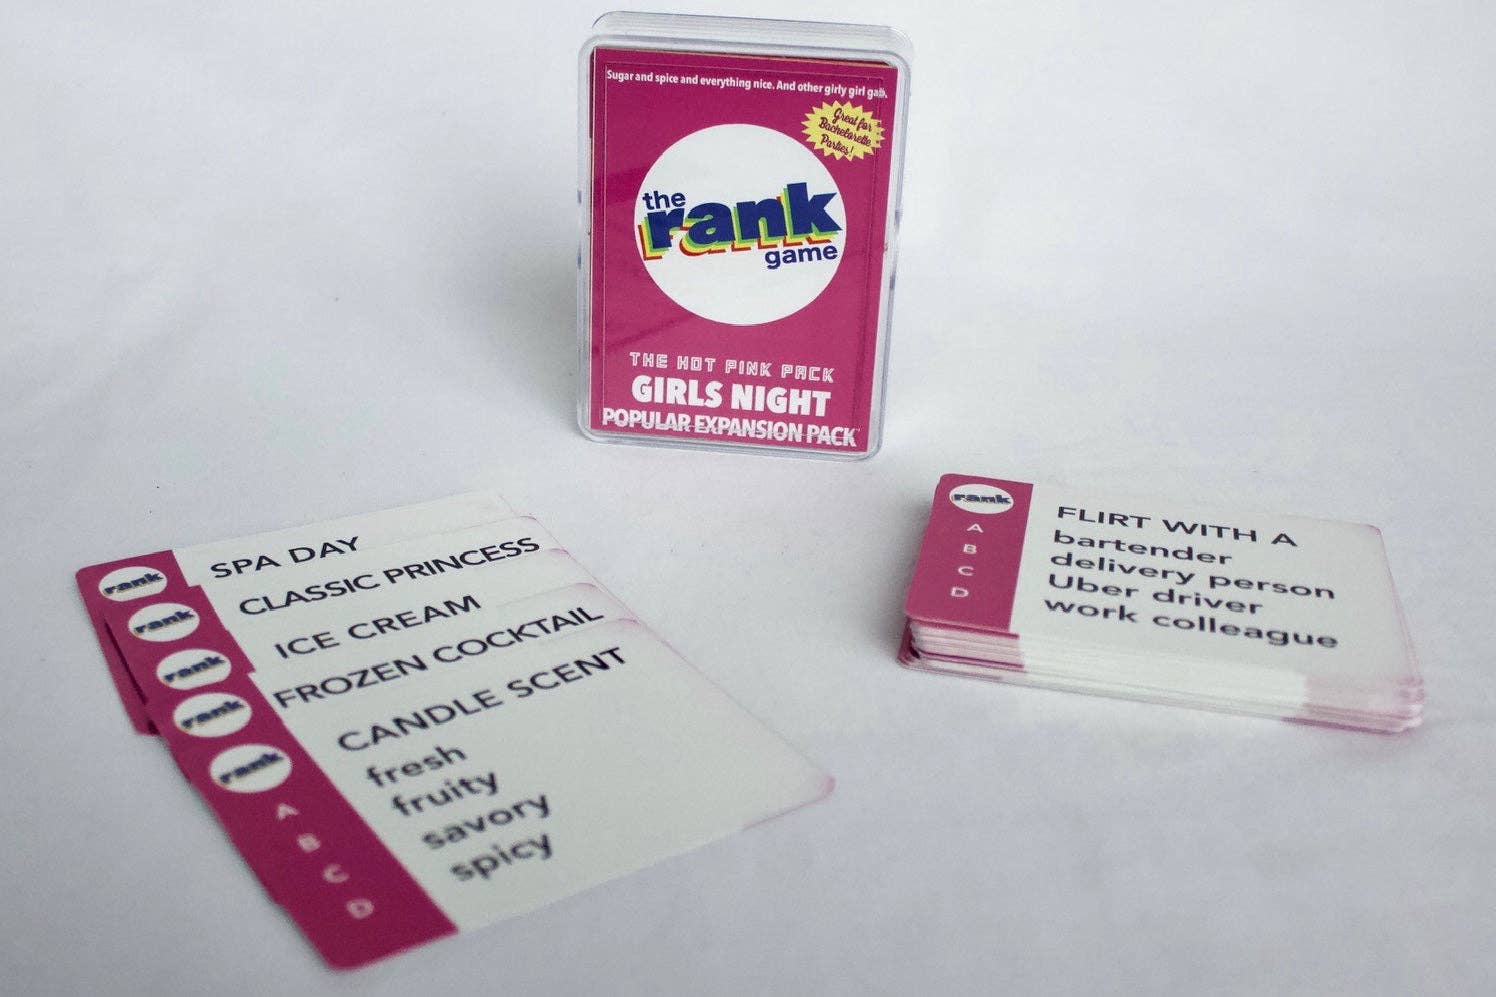 Sugar and spice and everything nice. And other girly girl gab.
Great for
Bachelorette
Parties!
the
rank
game
THE HOT PINK PACK
GIRLS NIGHT
POPULAR EXPANSION PACK
rank
SPA DAY
rank
CLASSIC PRINCESS
rank
ICE CREAM
rank
FROZEN COCKTAIL
rank
CANDLE SCENT
A fresh
B fruity
C savory
D spicy
rank
FLIRT WITH A
A bartender
B delivery person
C Uber driver
D work colleague